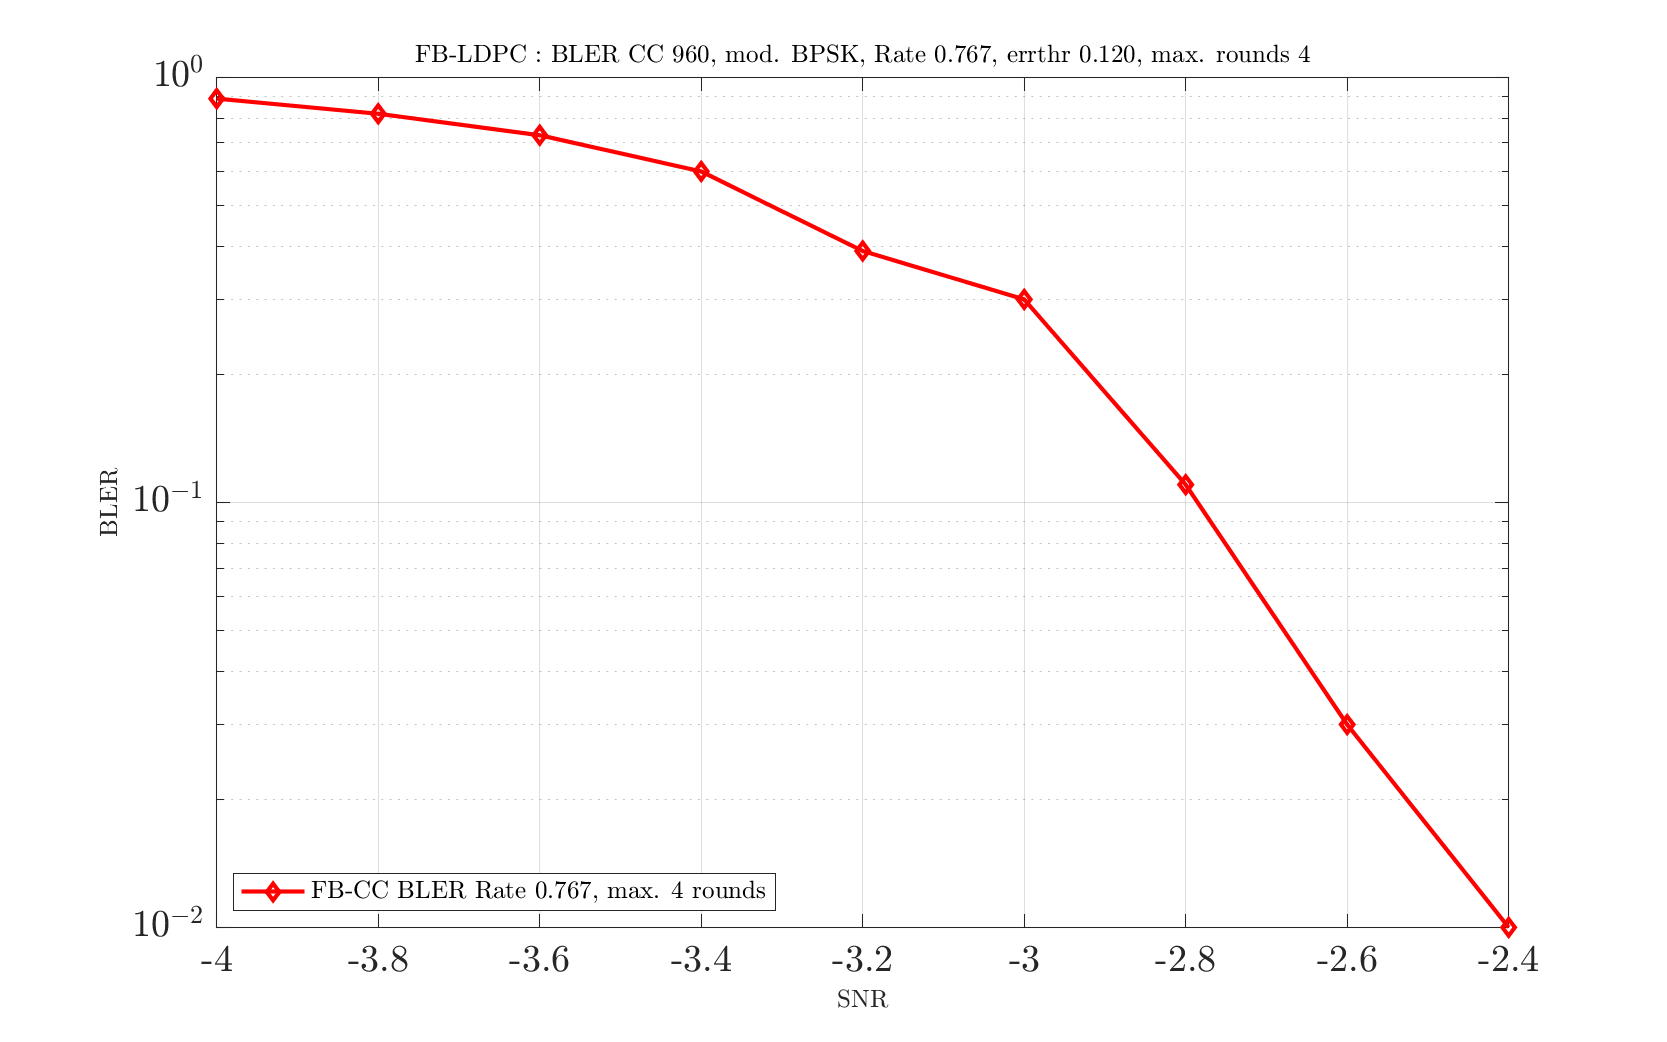 FB-LDPC : BLER CC 960, mod. BPSK, Rate 0.767, errthr 0.120, max. rounds 4
10^0
10^{-1}
10^{-2}
BLER
FB-CC BLER Rate 0.767, max. 4 rounds
-4 -3.8 -3.6 -3.4 -3.2 -3 -2.8 -2.6 -2.4
SNR